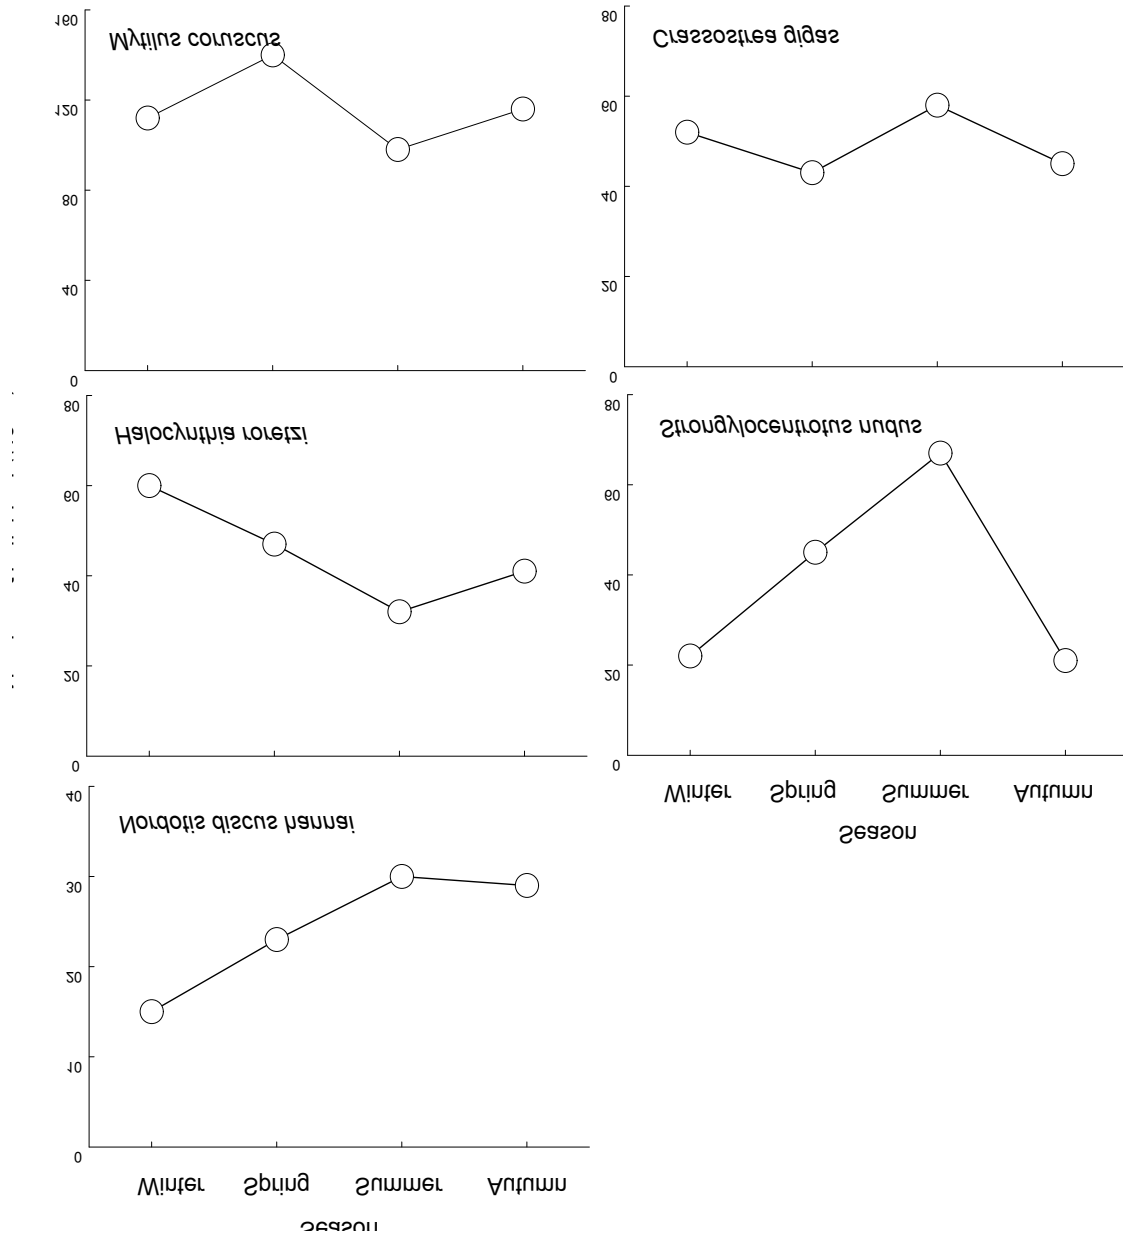 160
Mytilus coruscus
120
80
40
0
80
Crassostrea gigas
60
40
20
0
80
Halocynthia roretzi
60
40
20
0
80
Strongylocentrotus nudus
60
40
20
0
Winter Spring Summer Autumn
Season
40
Nordotis discus hannai
30
20
10
0
Winter Spring Summer Autumn
Season